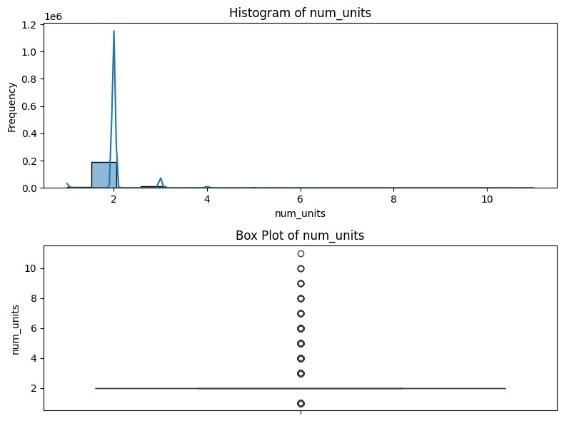 Histogram of num_units
1e6
1.2
1.0
0.8
0.6
0.4
0.2
0.0
Frequency
2 4 6 8 10
num_units
Box Plot of num_units
10
8
6
4
2
num_units